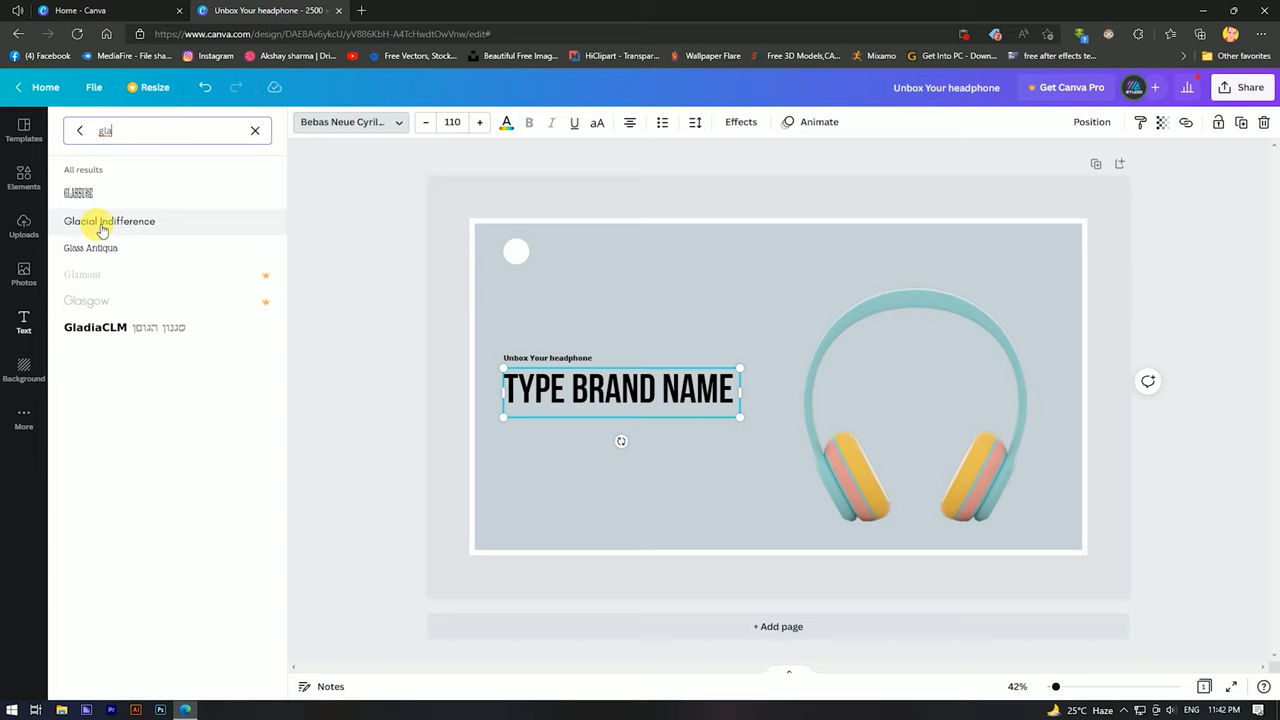 Home - Canva
Unbox Your headphone - 2500 ×
https://www.canva.com/design/DAE8Av6ykcU/yV886KbH-A4TcHwdtOwVnw/edit#
(4) Facebook
MediaFire
Instagram
Akshay sharma |...
Free Vectors, Stock...
Beautiful Free Imag...
HiClipart - Transpar...
Wallpaper Flare
Free 3D Models,CA...
Mixamo
Get Into PC - Down...
free after effects te...
Other favorites
Home
File
Resize
Unbox Your headphone
Get Canva Pro
Share
Templates
Elements
Uploads
Photos
Text
Background
More
gla
All results
GLASSURE
Glacial Indifference
Glass Antiqua
Glamour
Glasgow
GladiaCLM סגנון הגופן
Bebas Neue Cyril...
110
B I U aA
Effects
Animate
Position
Unbox Your headphone
TYPE BRAND NAME
+ Add page
Notes
42%
1
25°C Haze
ENG
11:42 PM